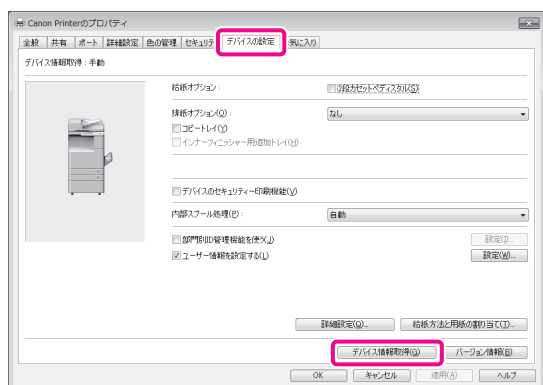 Canon Printerのプロパティ
全般 共有 ポート 詳細設定 色の管理 セキュリティ デバイスの設定 お気に入り
デバイス情報取得：手動
給紙オプション： 2段カセットペディスタル(S)
排紙オプション(O)： なし
コピートレイ(Y)
インナーフィニッシャー用追加トレイ(H)
デバイスのセキュリティー印刷機能(V)
内部スプール処理(P)： 自動
部門別ID管理機能を使う(J) 設定(I)...
ユーザー情報を設定する(L) 設定(W)...
詳細設定(Q)... 給紙方法と用紙の割り当て(T)...
デバイス情報取得(G) バージョン情報(B)
OK キャンセル 適用(A) ヘルプ